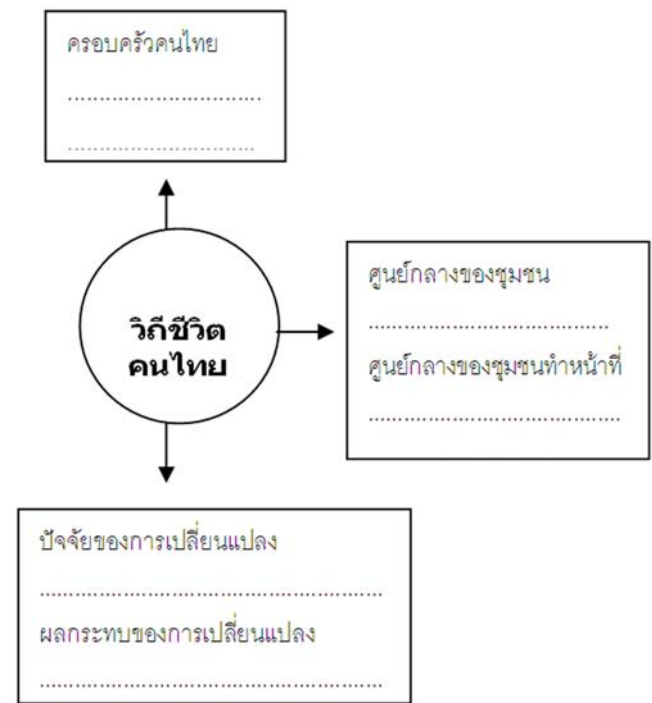 ครอบครัวคนไทย
..............................
.............................
วิถีชีวิต
คนไทย
ศูนย์กลางของชุมชน
.....................................
ศูนย์กลางของชุมชนทำหน้าที่
.......................................
ปัจจัยของการเปลี่ยนแปลง
.....................................................
ผลกระทบของการเปลี่ยนแปลง
.....................................................